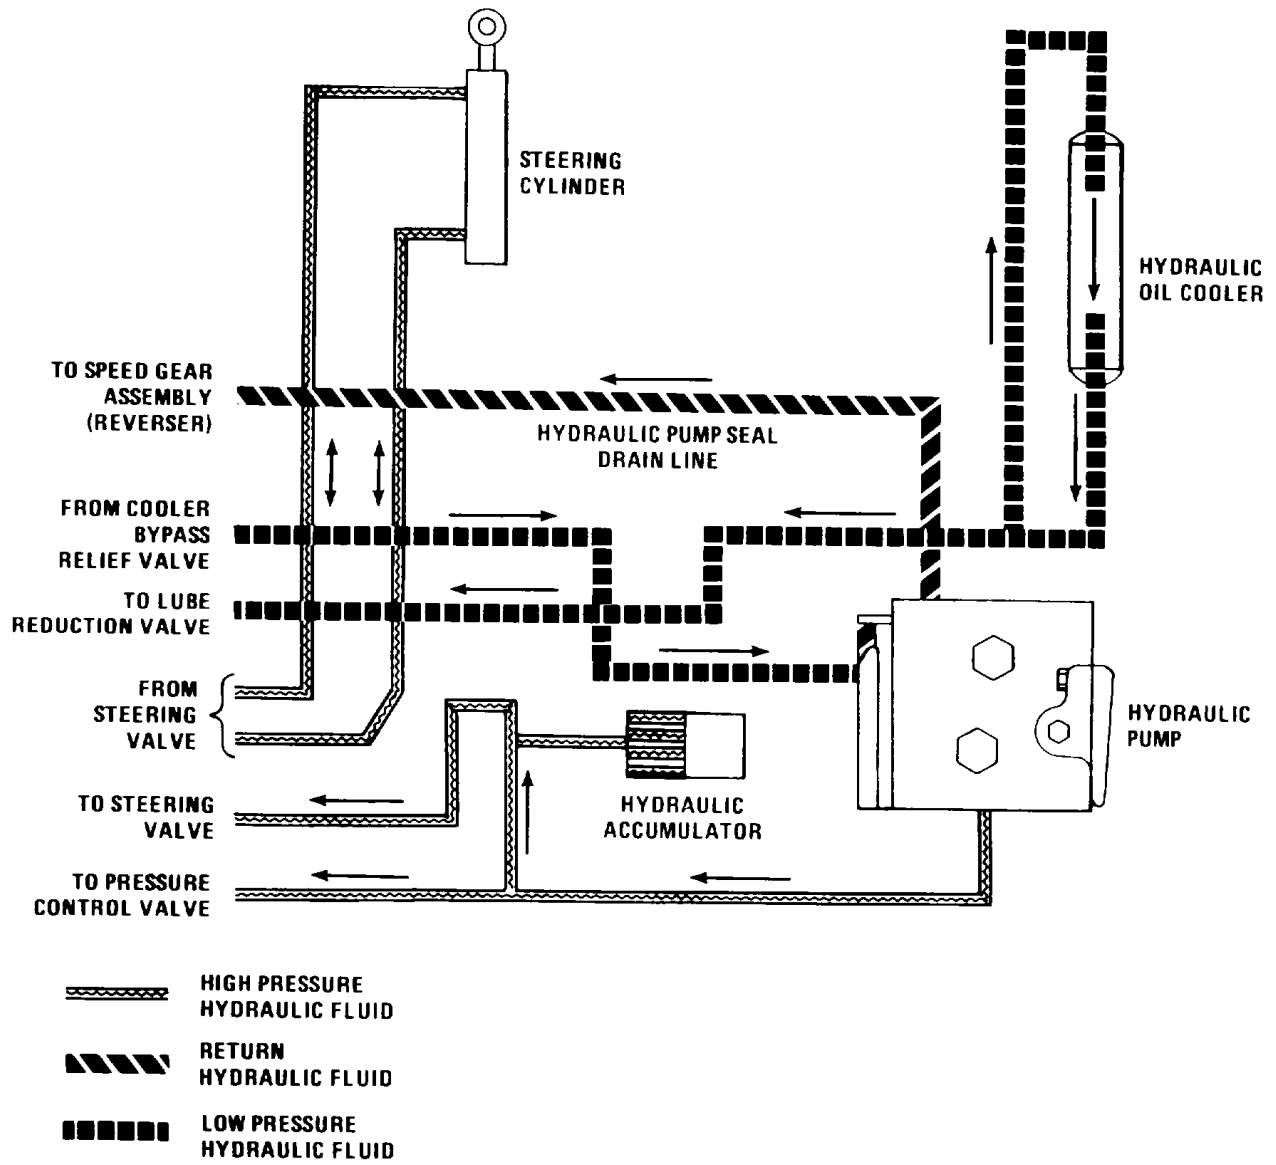 STEERING
CYLINDER
HYDRAULIC
OIL COOLER
TO SPEED GEAR
ASSEMBLY
(REVERSER)
HYDRAULIC PUMP SEAL
DRAIN LINE
FROM COOLER
BYPASS
RELIEF VALVE
TO LUBE
REDUCTION VALVE
FROM
STEERING
VALVE
HYDRAULIC
PUMP
TO STEERING
VALVE
HYDRAULIC
ACCUMULATOR
TO PRESSURE
CONTROL VALVE
HIGH PRESSURE
HYDRAULIC FLUID
RETURN
HYDRAULIC FLUID
LOW PRESSURE
HYDRAULIC FLUID